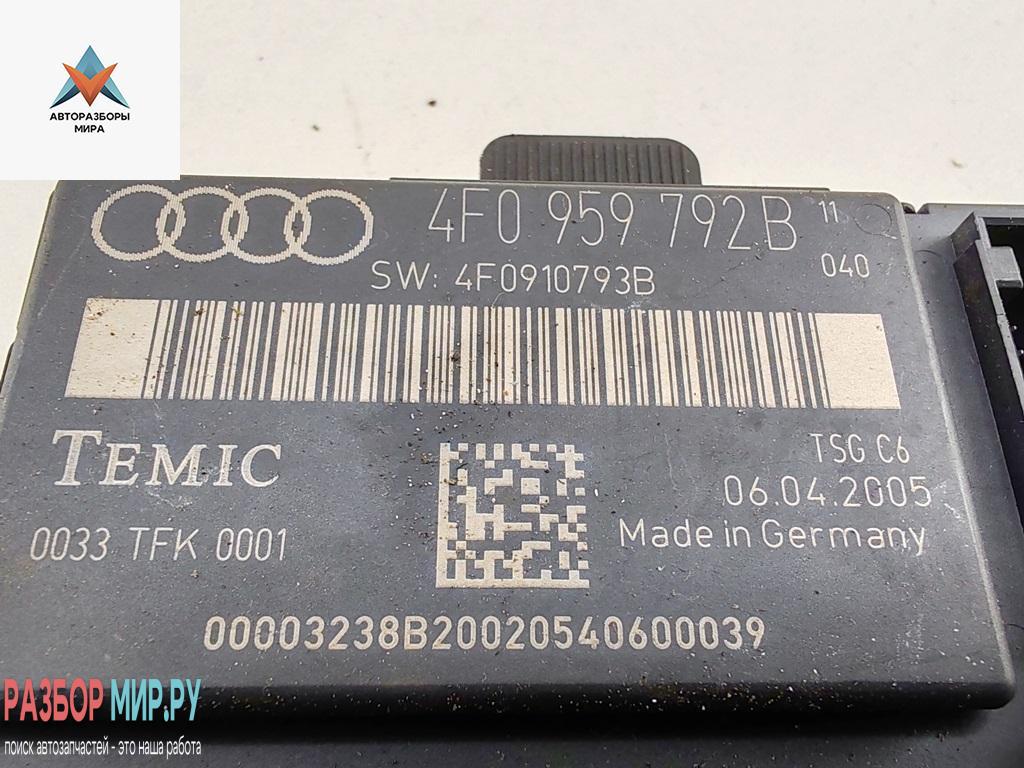 АВТОРАЗБОРЫ
МИРА
4F0 959 792B 11
040
SW: 4F0910793B
TEMIC
TSG C6
06.04.2005
0033 TFK 0001
Made in Germany
00003238B20020540600039
РАЗБОР МИР.РУ
поиск автозапчастей - это наша работа